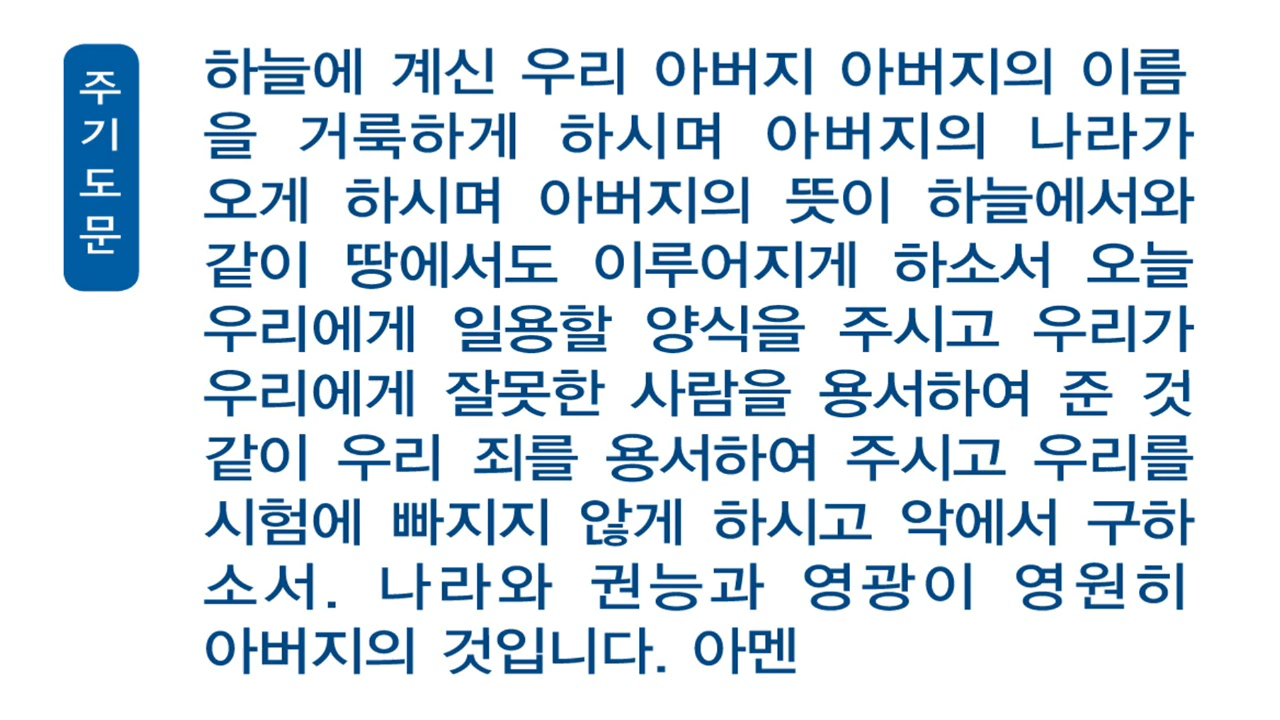 주기도문
하늘에 계신 우리 아버지 아버지의 이름
을 거룩하게 하시며 아버지의 나라가
오게 하시며 아버지의 뜻이 하늘에서와
같이 땅에서도 이루어지게 하소서 오늘
우리에게 일용할 양식을 주시고 우리가
우리에게 잘못한 사람을 용서하여 준 것
같이 우리 죄를 용서하여 주시고 우리를
시험에 빠지지 않게 하시고 악에서 구하
소서. 나라와 권능과 영광이 영원히
아버지의 것입니다. 아멘